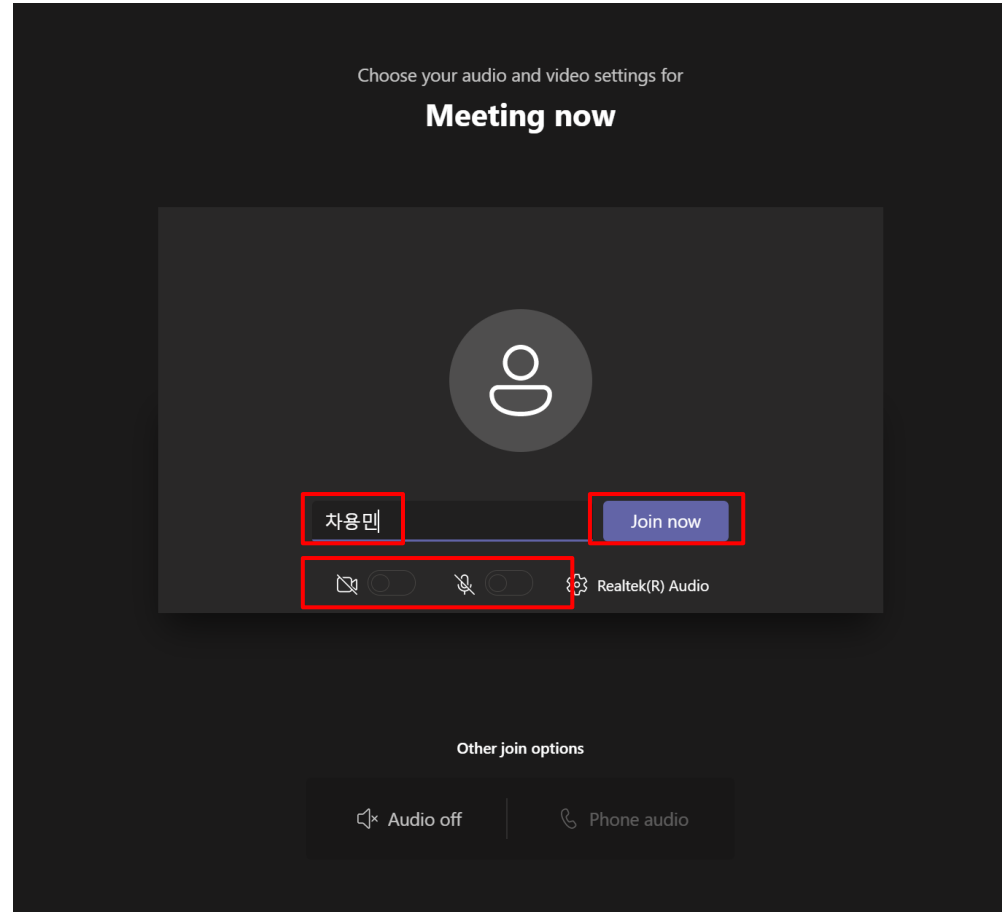 Choose your audio and video settings for
Meeting now
차용민
Join now
Realtek(R) Audio
Other join options
Audio off
Phone audio